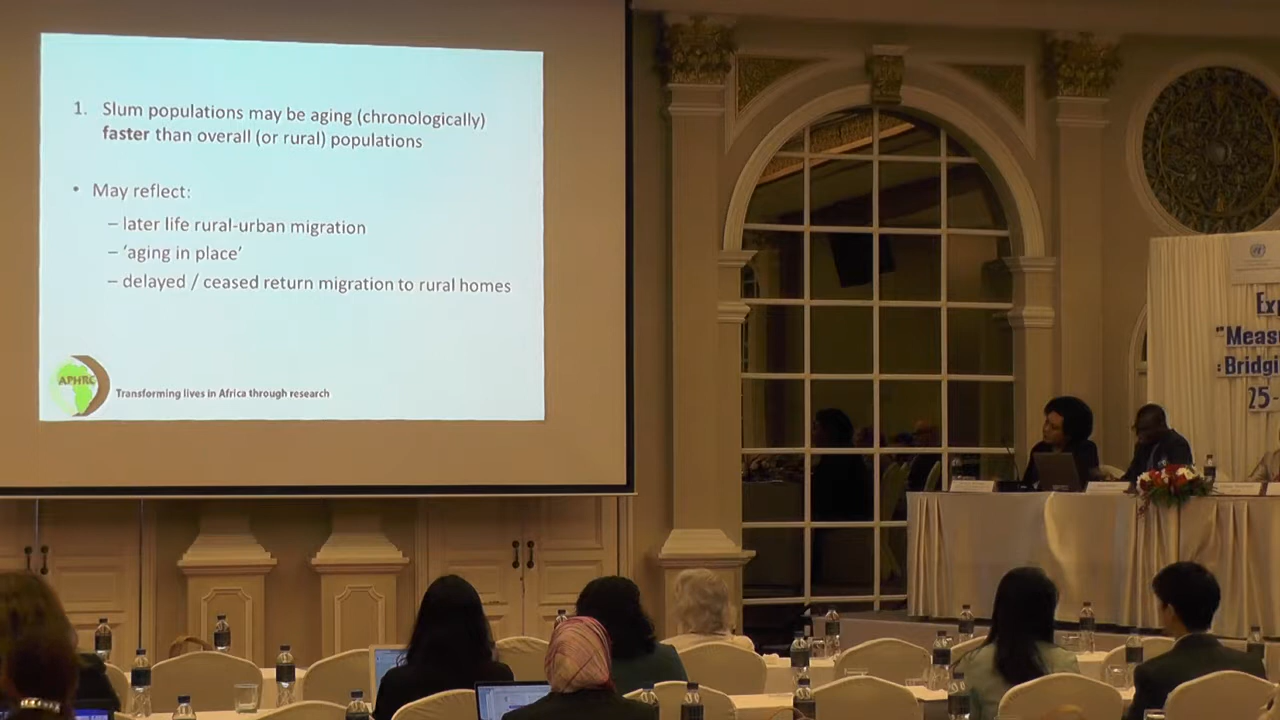 1. Slum populations may be aging (chronologically)
faster than overall (or rural) populations
• May reflect:
– later life rural-urban migration
– ‘aging in place’
– delayed / ceased return migration to rural homes
APHRC
Transforming lives in Africa through research
: Bridgi
25-